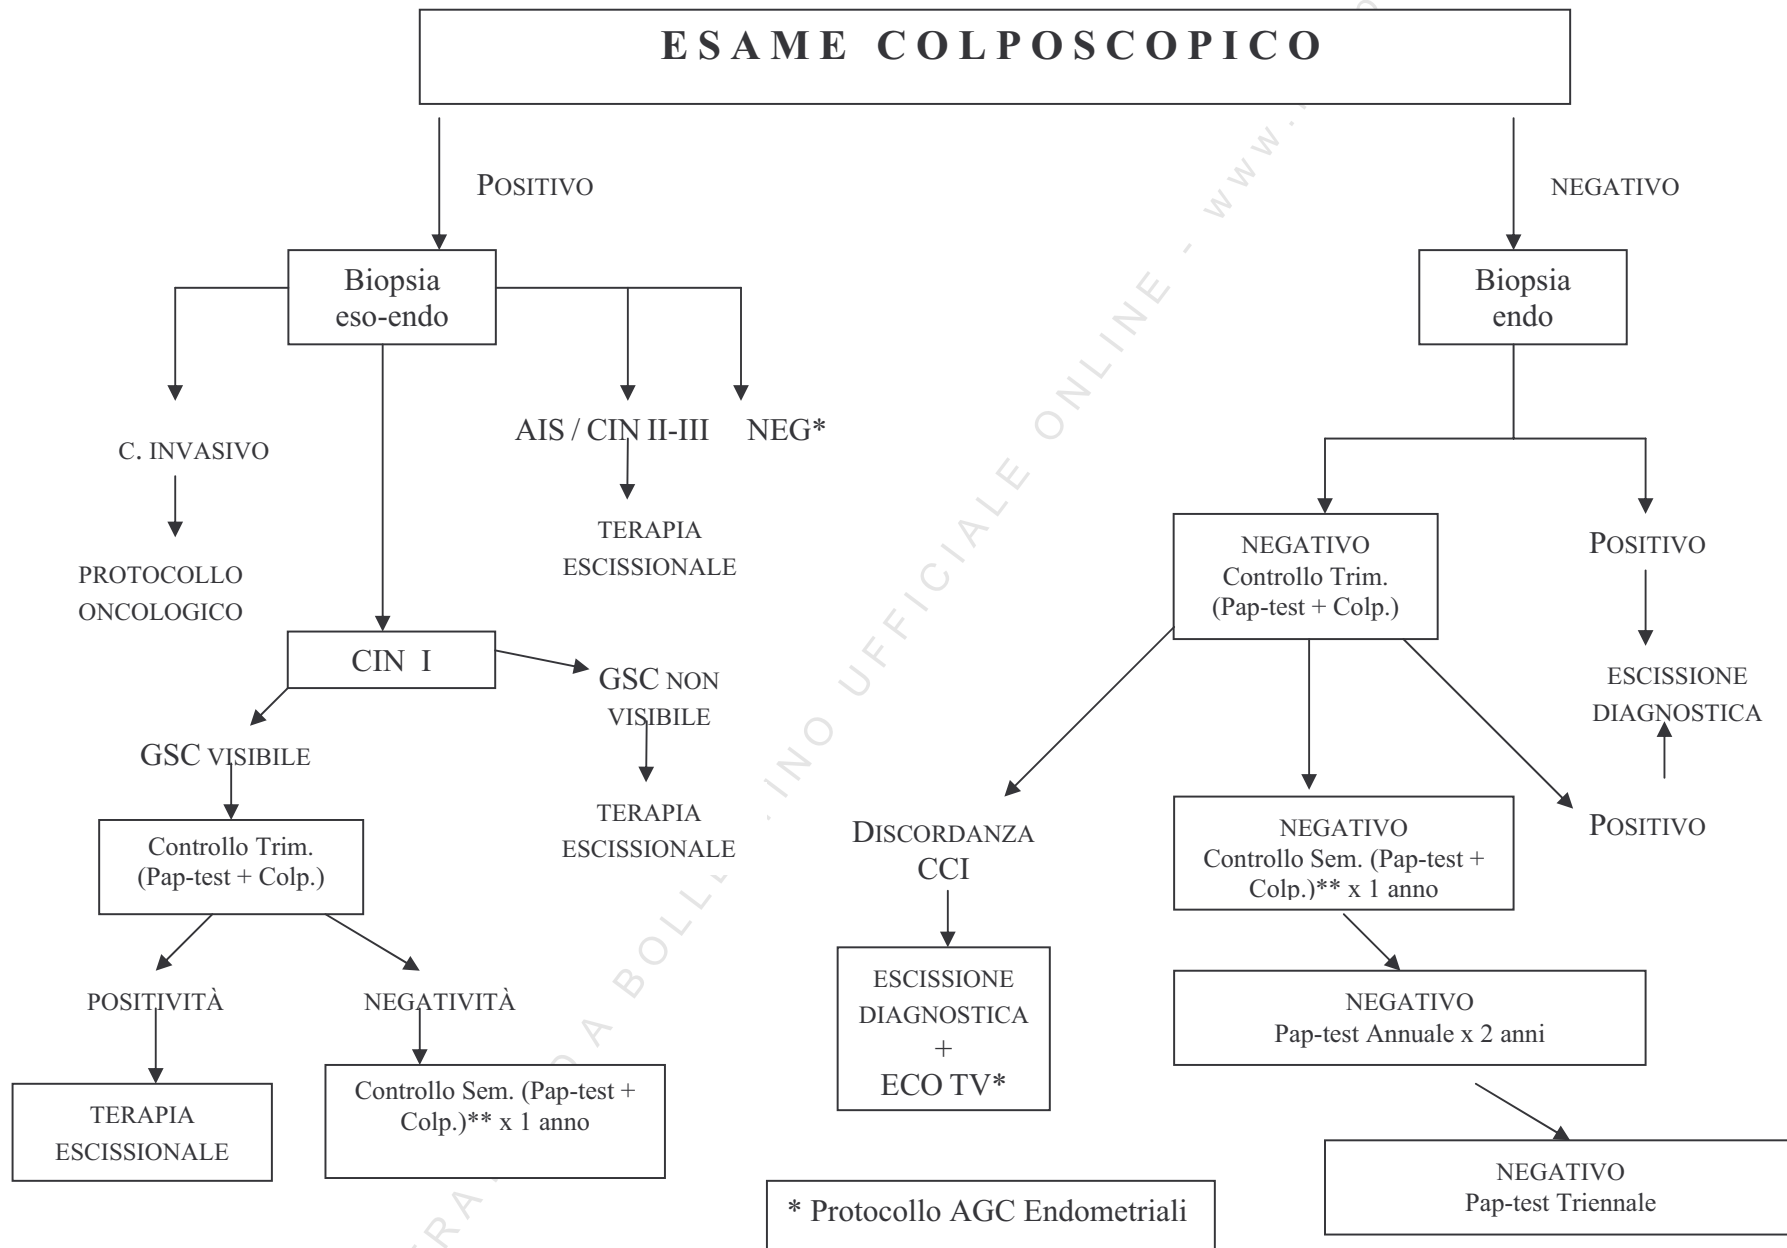 ESAME COLPOSCOPICO
POSITIVO
NEGATIVO
Biopsia
eso-endo
Biopsia
endo
C. INVASIVO
AIS / CIN II-III
NEG*
PROTOCOLLO
ONCOLOGICO
TERAPIA
ESCISSIONALE
NEGATIVO
Controllo Trim.
(Pap-test + Colp.)
POSITIVO
CIN I
GSC NON
VISIBILE
ESCISSIONE
DIAGNOSTICA
GSC VISIBILE
TERAPIA
ESCISSIONALE
Controllo Trim.
(Pap-test + Colp.)
DISCORDANZA
CCI
NEGATIVO
Controllo Sem. (Pap-test +
Colp.)** x 1 anno
POSITIVO
POSITIVITÀ
NEGATIVITÀ
ESCISSIONE
DIAGNOSTICA
+
ECO TV*
NEGATIVO
Pap-test Annuale x 2 anni
TERAPIA
ESCISSIONALE
Controllo Sem. (Pap-test +
Colp.)** x 1 anno
* Protocollo AGC Endometriali
NEGATIVO
Pap-test Triennale
UFFICIALE ONLINE - www.